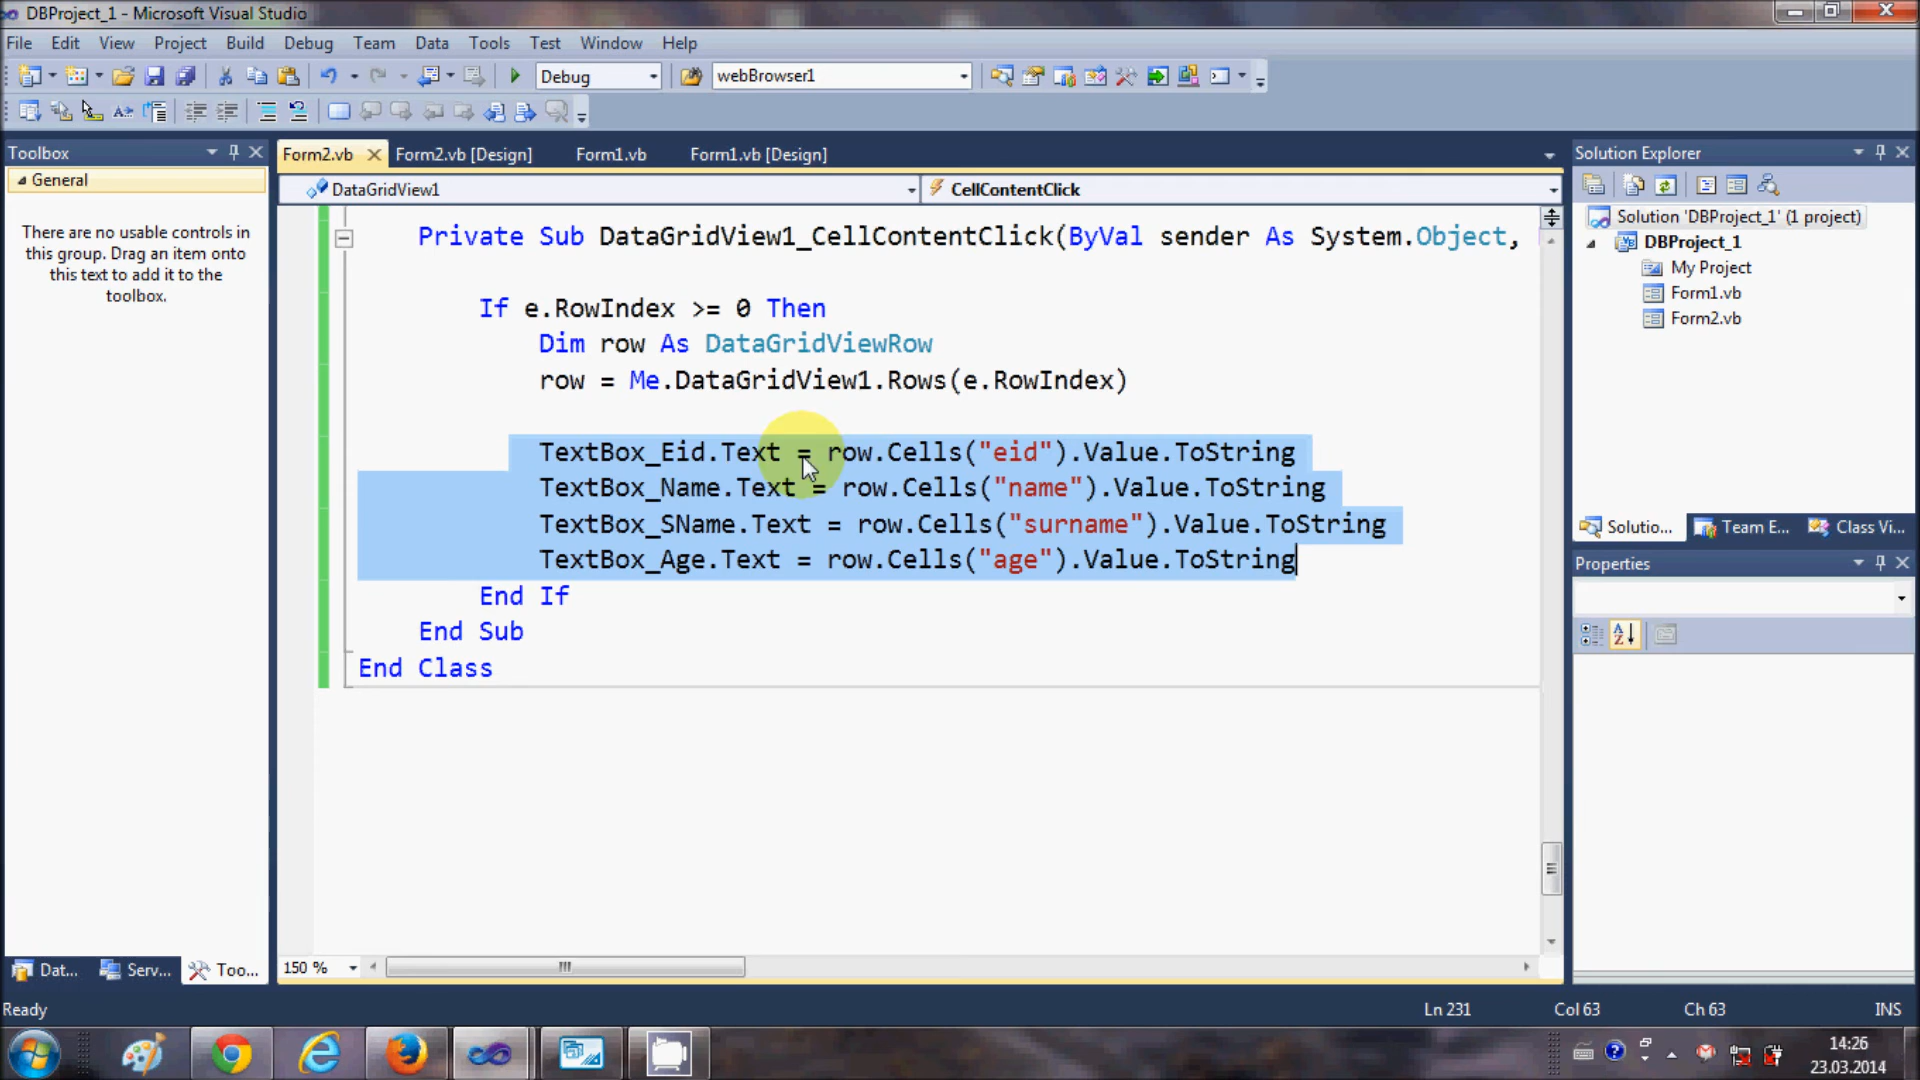 DBProject_1 - Microsoft Visual Studio
File Edit View Project Build Debug Team Data Tools Test Window Help
Debug webBrowser1
Toolbox
General
There are no usable controls in
this group. Drag an item onto
this text to add it to the
toolbox.
Form2.vb Form2.vb [Design] Form1.vb Form1.vb [Design]
DataGridView1 CellContentClick
Private Sub DataGridView1_CellContentClick(ByVal sender As System.Object,
If e.RowIndex >= 0 Then
Dim row As DataGridViewRow
row = Me.DataGridView1.Rows(e.RowIndex)
TextBox_Eid.Text = row.Cells("eid").Value.ToString
TextBox_Name.Text = row.Cells("name").Value.ToString
TextBox_SName.Text = row.Cells("surname").Value.ToString
TextBox_Age.Text = row.Cells("age").Value.ToString
End If
End Sub
End Class
150 %
Solution Explorer
Solution 'DBProject_1' (1 project)
DBProject_1
My Project
Form1.vb
Form2.vb
Solutio... Team E... Class Vi...
Properties
Dat... Serv... Too...
Ready Ln 231 Col 63 Ch 63 INS
14:26
23.03.2014